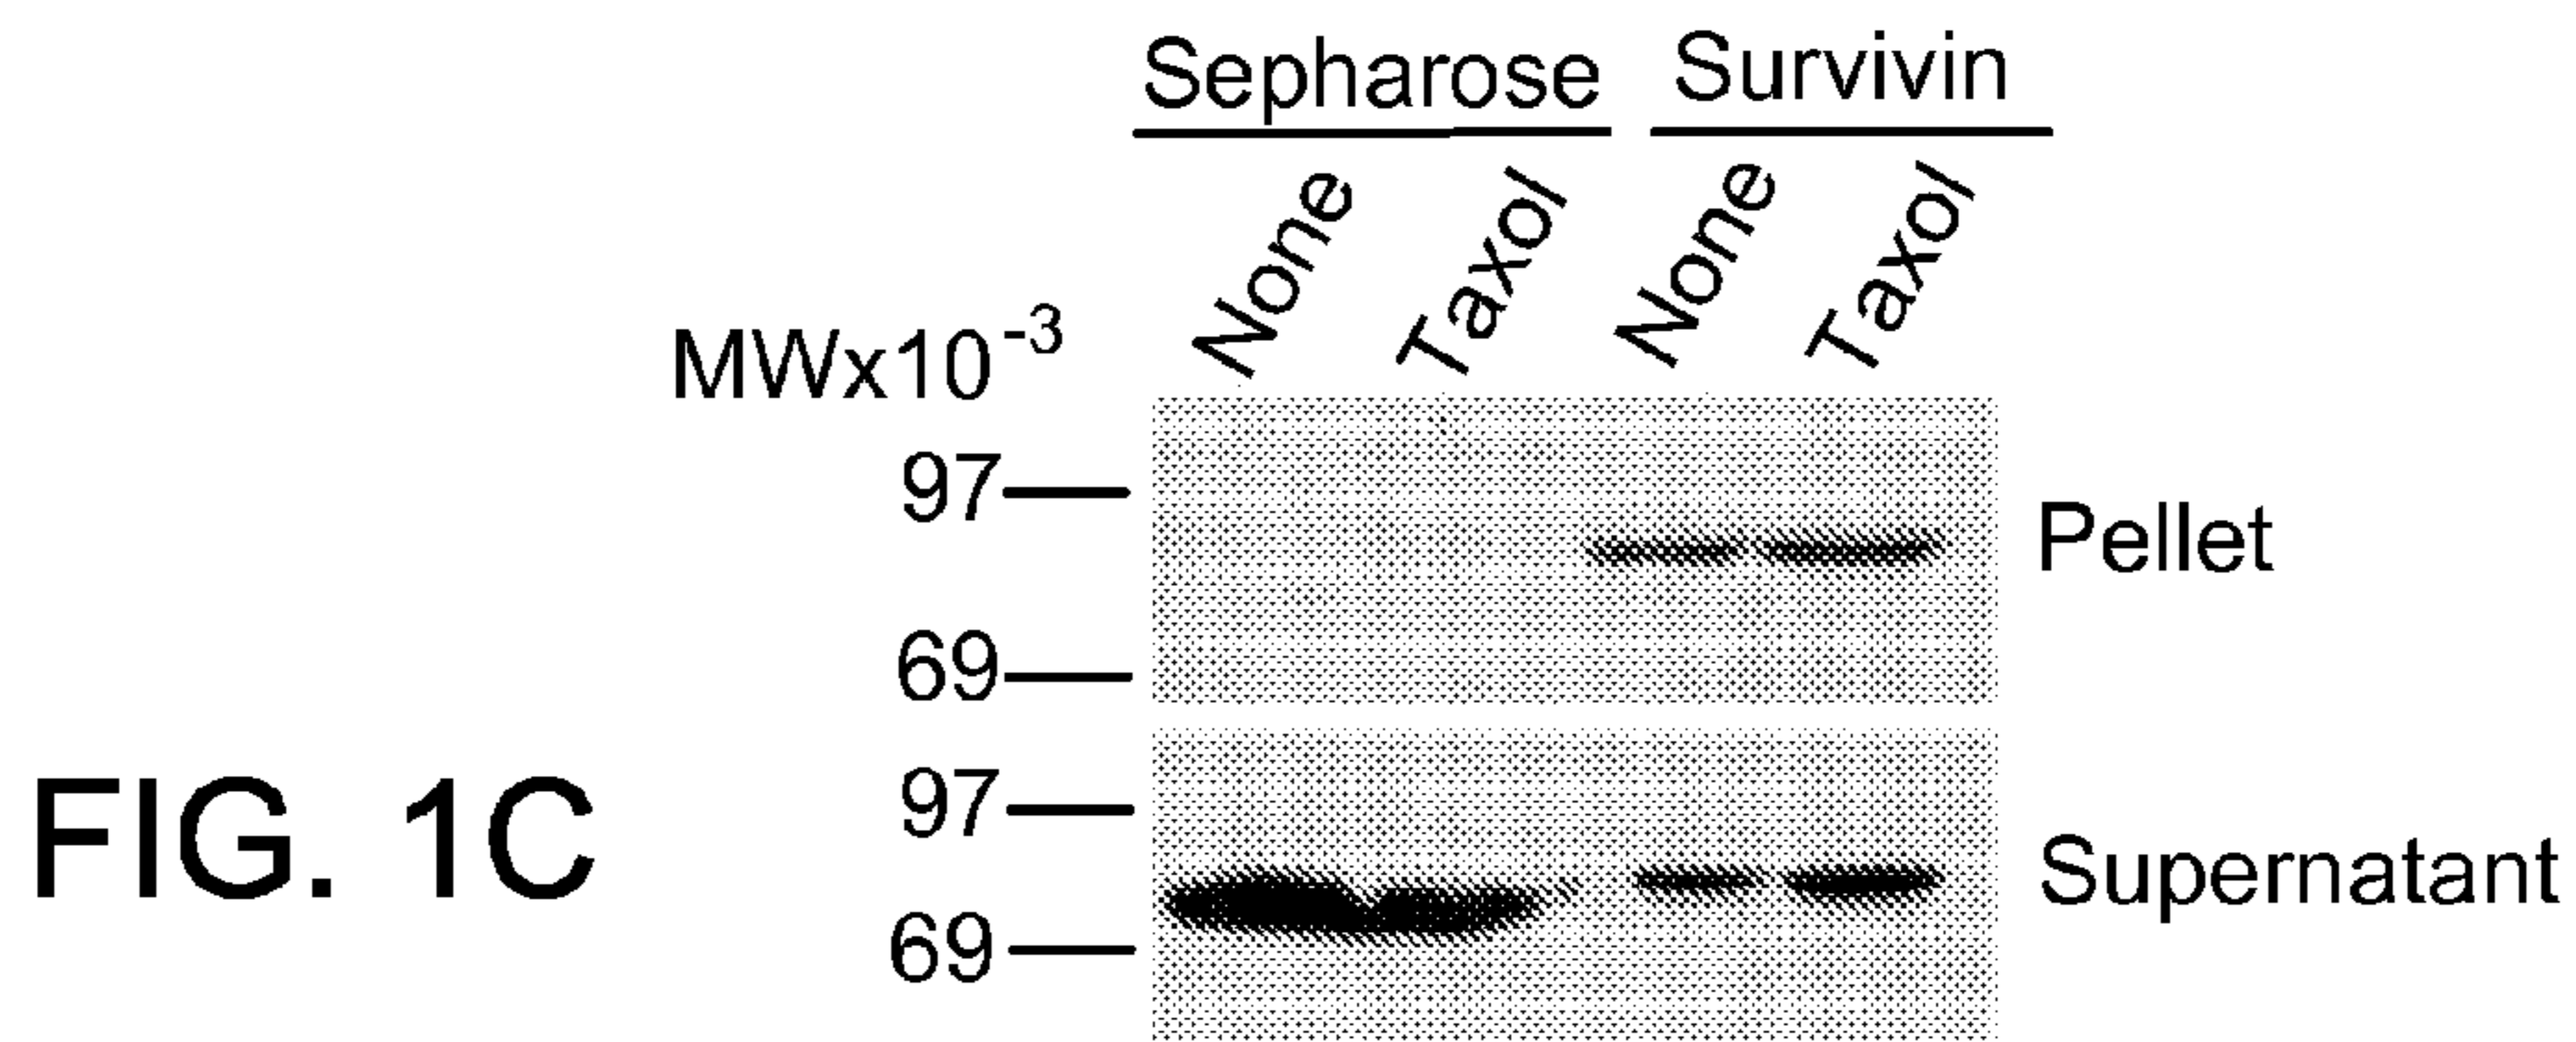 Sepharose Survivin
None Taxol None Taxol
MWx10⁻³
97
Pellet
69
97
Supernatant
69
FIG. 1C